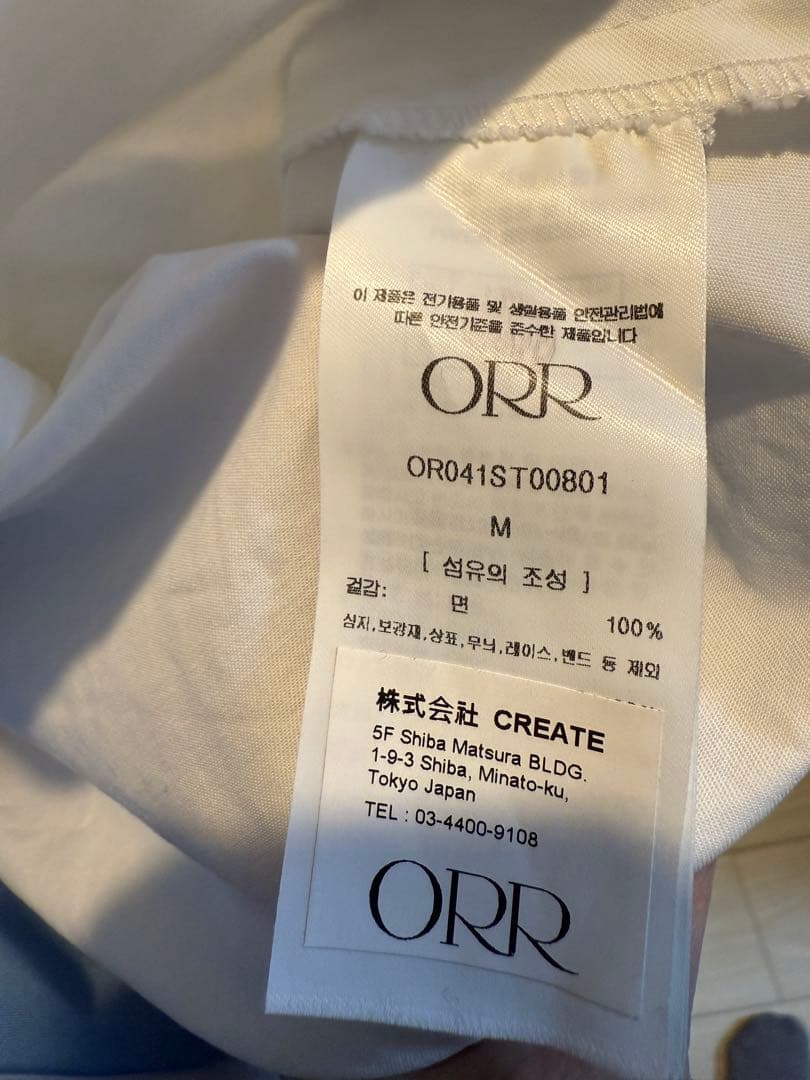 이 제품은 전기용품 및 생활용품 안전관리법에
따른 안전기준을 준수한 제품입니다
ORR
OR041ST00801
M
[ 섬유의 조성 ]
겉감: 면 100%
심지,보강재,상표,무늬,레이스,밴드 등 제외
株式会社 CREATE
5F Shiba Matsura BLDG.
1-9-3 Shiba, Minato-ku,
Tokyo Japan
TEL : 03-4400-9108
ORR